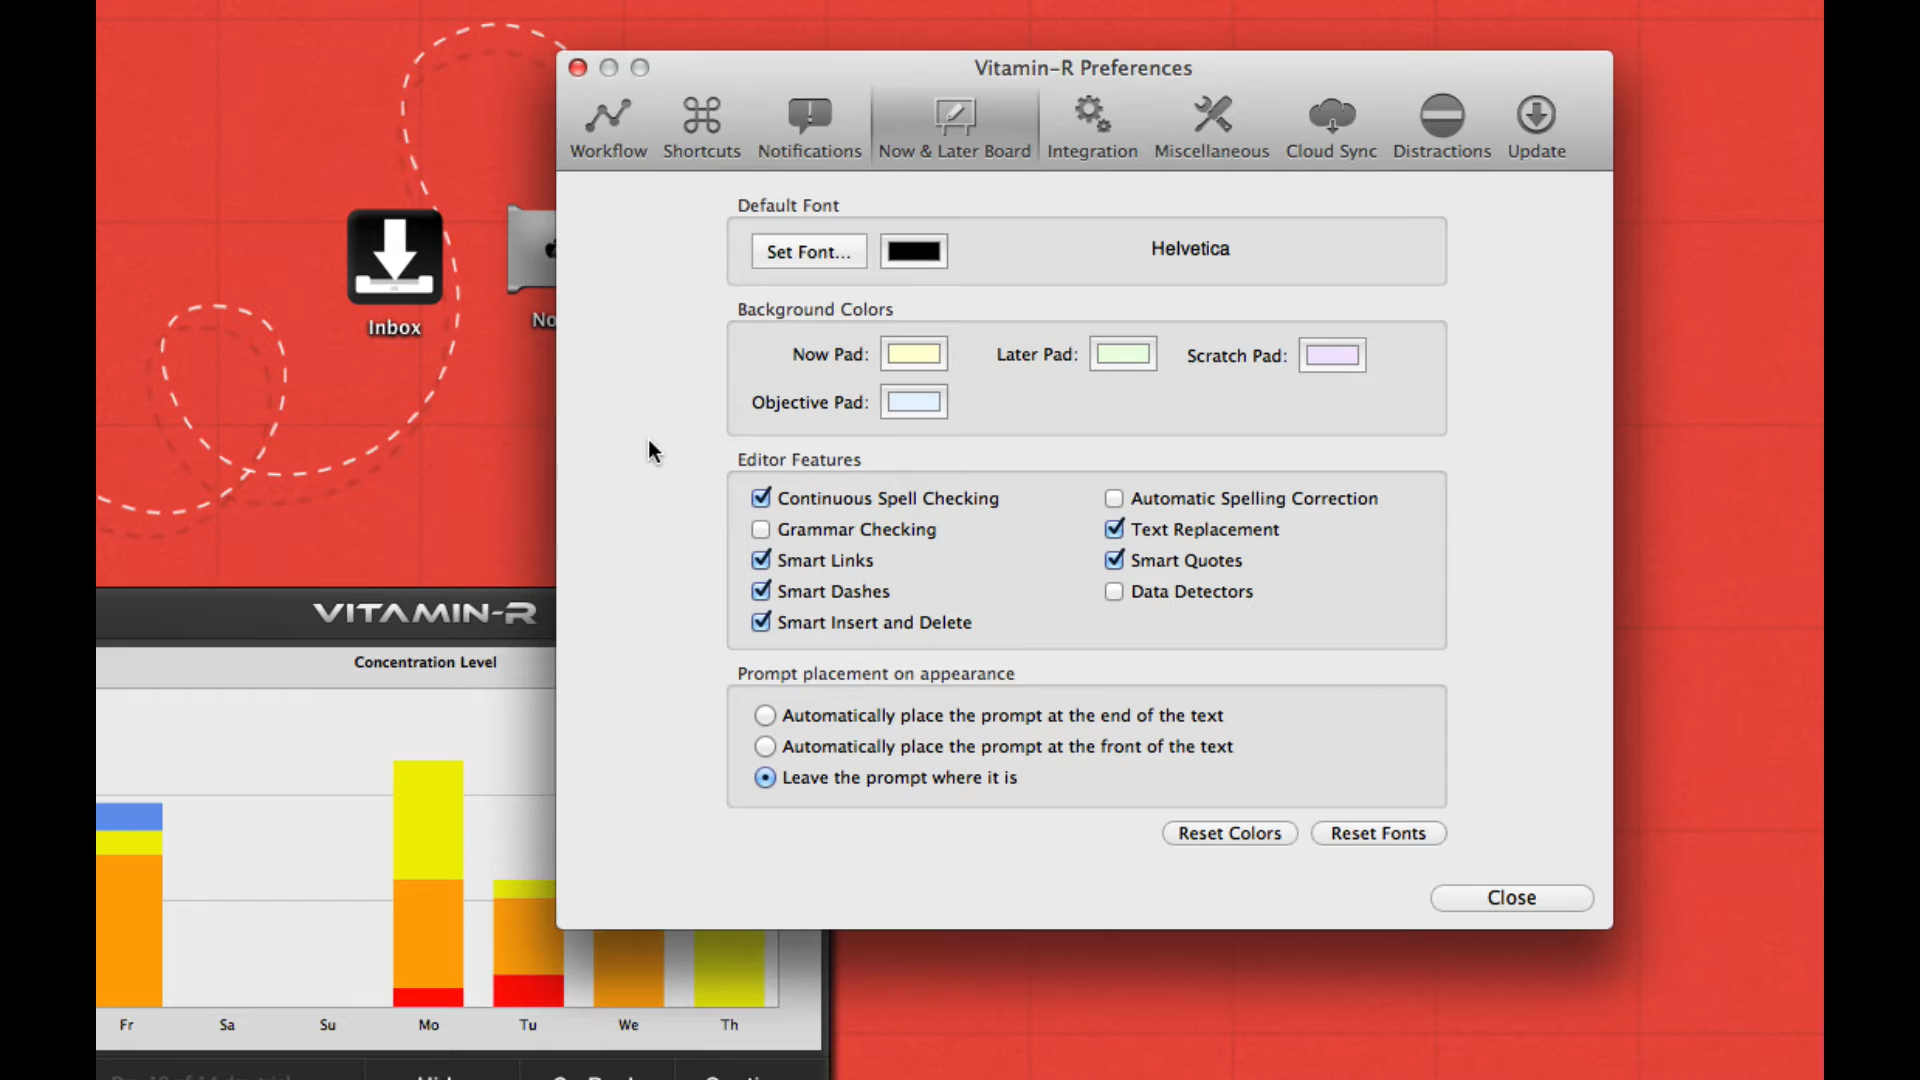 Vitamin-R Preferences
Workflow Shortcuts Notifications Now & Later Board Integration Miscellaneous Cloud Sync Distractions Update
Default Font
Set Font... Helvetica
Inbox
No
Background Colors
Now Pad: Later Pad: Scratch Pad:
Objective Pad:
Editor Features
Continuous Spell Checking Automatic Spelling Correction
Grammar Checking Text Replacement
Smart Links Smart Quotes
Smart Dashes Data Detectors
Smart Insert and Delete
VITAMIN-R
Concentration Level
Prompt placement on appearance
Automatically place the prompt at the end of the text
Automatically place the prompt at the front of the text
Leave the prompt where it is
Reset Colors Reset Fonts
Close
Fr Sa Su Mo Tu We Th